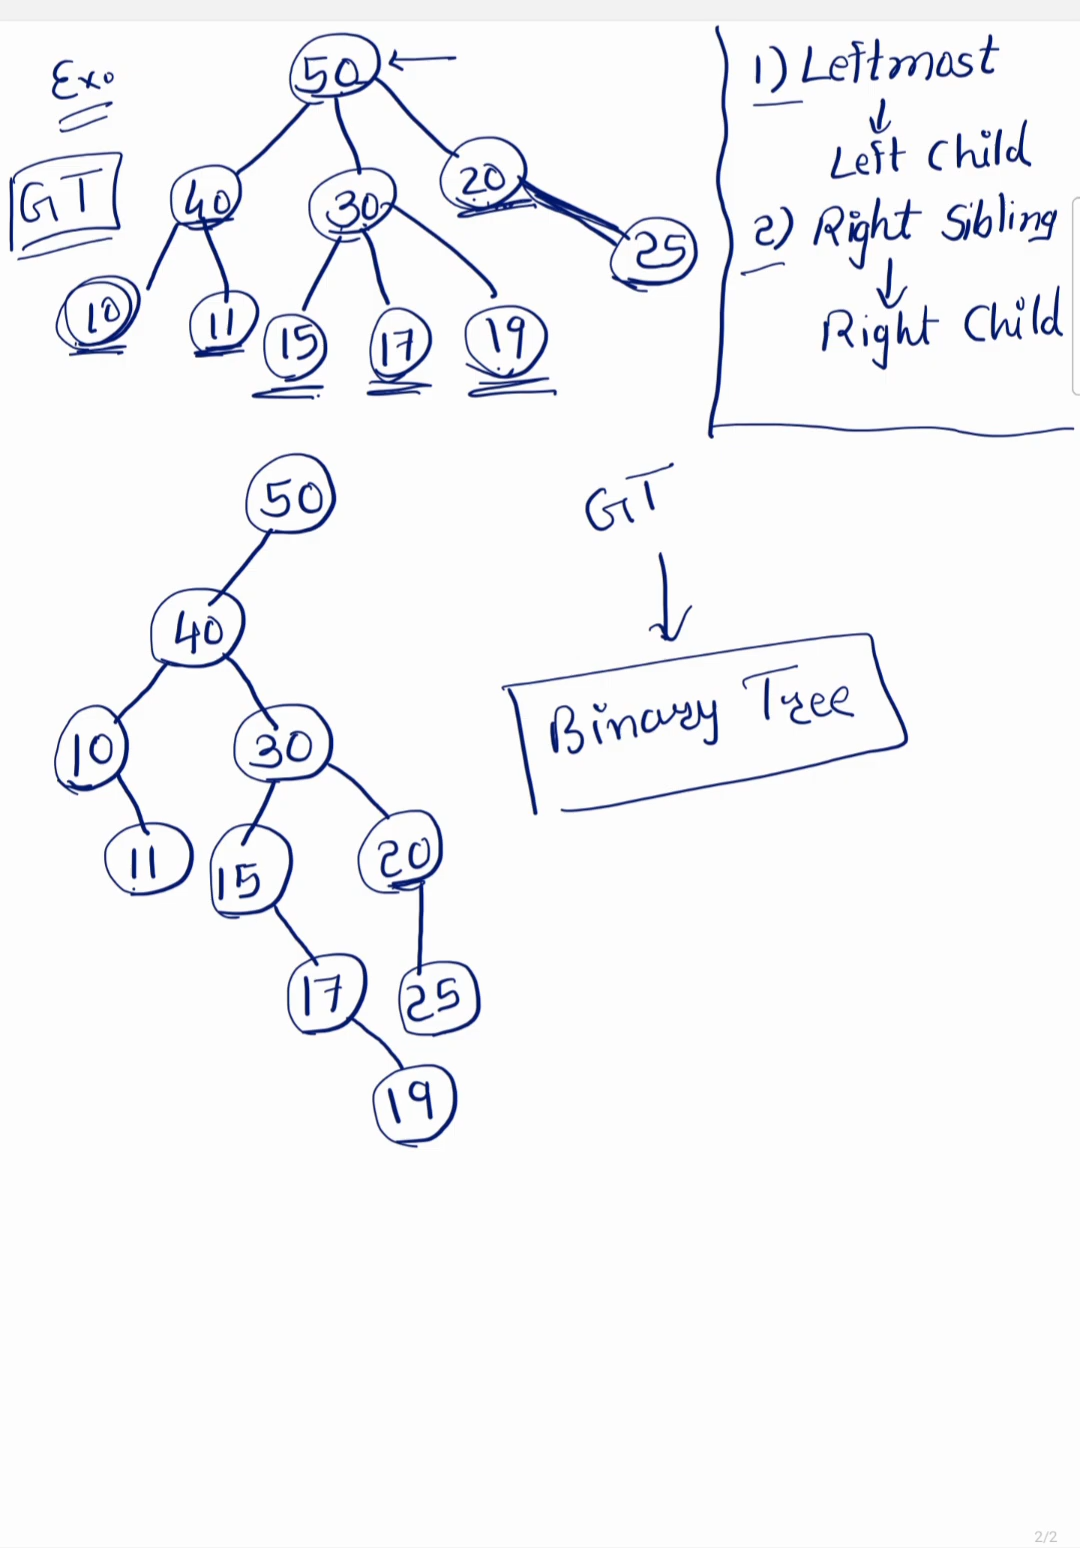 Ex°
GT
50
40
30
20
25
10
11
15
17
19
1) Leftmost
Left Child
2) Right Sibling
Right Child
50
40
10
30
11
15
20
17
25
19
GT
Binary Tree
2/2